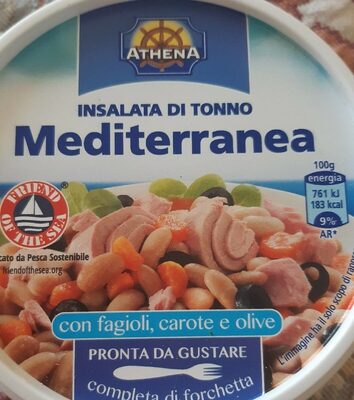 ATHENA
INSALATA DI TONNO
Mediterranea
100g
energia
761 kJ
183 kcal
9%
AR*
FRIEND OF THE SEA®
cato da Pesca Sostenibile
friendofthesea.org
con fagioli, carote e olive
PRONTA DA GUSTARE
completa di forchetta
L'immagine ha il solo scopo di